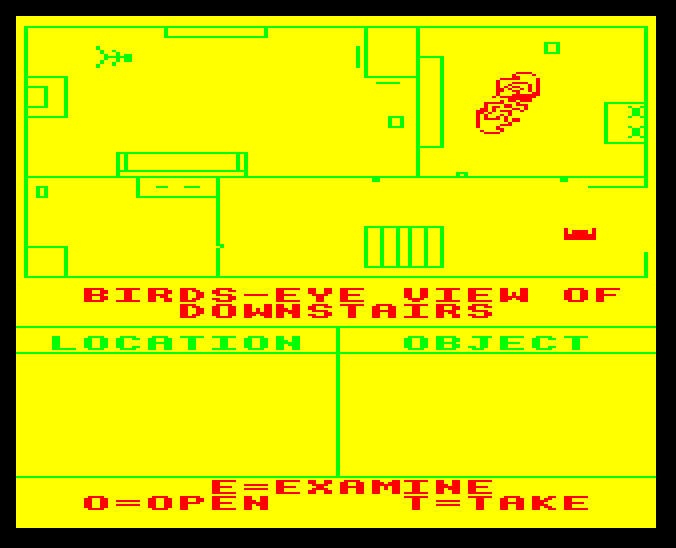 BIRDS-EYE VIEW OF
DOWNSTAIRS
LOCATION OBJECT
E=EXAMINE
O=OPEN T=TAKE